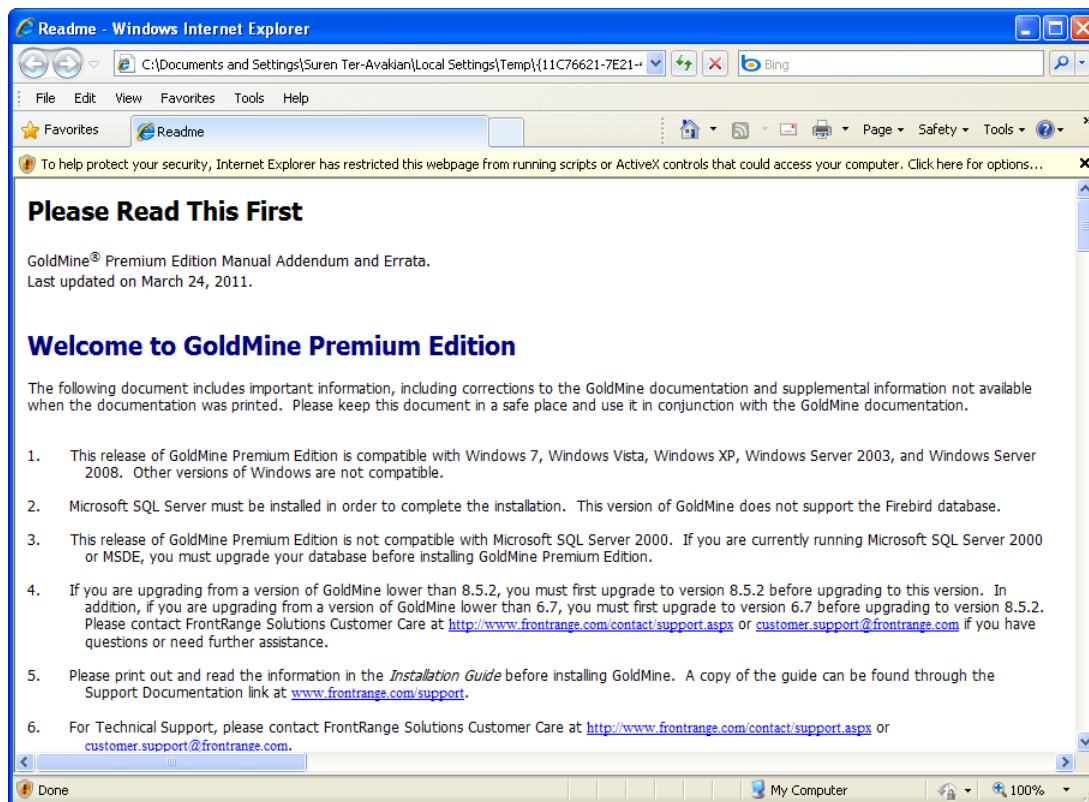 Readme - Windows Internet Explorer
C:\Documents and Settings\Suren Ter-Avakian\Local Settings\Temp\{11C76621-7E21-
Bing
File Edit View Favorites Tools Help
Favorites Readme Page Safety Tools
To help protect your security, Internet Explorer has restricted this webpage from running scripts or ActiveX controls that could access your computer. Click here for options...
Please Read This First
GoldMine® Premium Edition Manual Addendum and Errata.
Last updated on March 24, 2011.
Welcome to GoldMine Premium Edition
The following document includes important information, including corrections to the GoldMine documentation and supplemental information not available
when the documentation was printed. Please keep this document in a safe place and use it in conjunction with the GoldMine documentation.
1. This release of GoldMine Premium Edition is compatible with Windows 7, Windows Vista, Windows XP, Windows Server 2003, and Windows Server
2008. Other versions of Windows are not compatible.
2. Microsoft SQL Server must be installed in order to complete the installation. This version of GoldMine does not support the Firebird database.
3. This release of GoldMine Premium Edition is not compatible with Microsoft SQL Server 2000. If you are currently running Microsoft SQL Server 2000
or MSDE, you must upgrade your database before installing GoldMine Premium Edition.
4. If you are upgrading from a version of GoldMine lower than 8.5.2, you must first upgrade to version 8.5.2 before upgrading to this version. In
addition, if you are upgrading from a version of GoldMine lower than 6.7, you must first upgrade to version 6.7 before upgrading to version 8.5.2.
Please contact FrontRange Solutions Customer Care at http://www.frontrange.com/contact/support.aspx or customer.support@frontrange.com if you have
questions or need further assistance.
5. Please print out and read the information in the Installation Guide before installing GoldMine. A copy of the guide can be found through the
Support Documentation link at www.frontrange.com/support.
6. For Technical Support, please contact FrontRange Solutions Customer Care at http://www.frontrange.com/contact/support.aspx or
customer.support@frontrange.com.
Done My Computer 100%